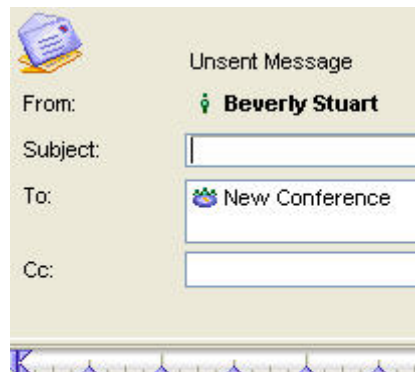 Unsent Message
From: Beverly Stuart
Subject:
To: New Conference
Cc: